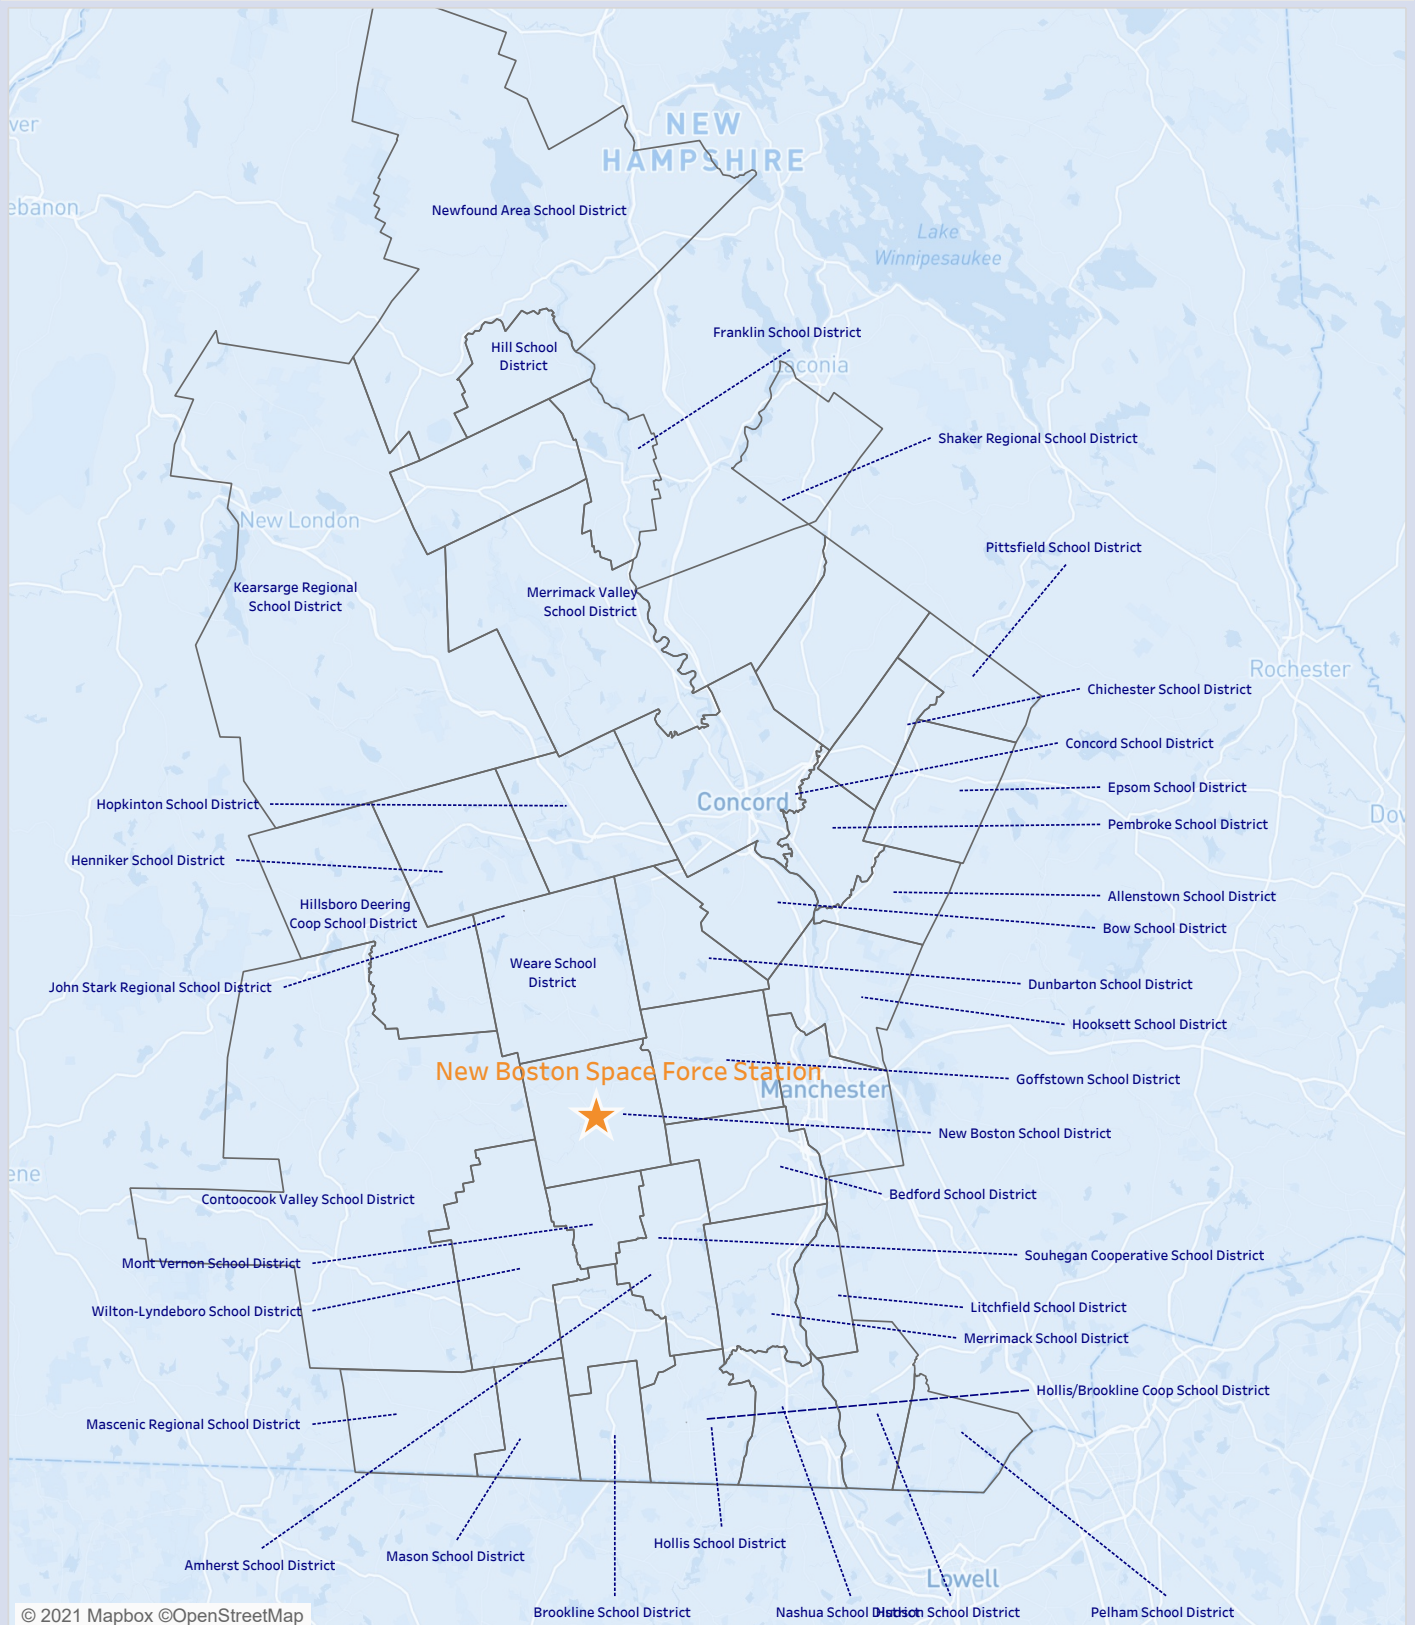 NEW
HAMPSHIRE
ver
ebanon
Newfound Area School District
Lake
Winnipesaukee
Franklin School District
Hill School
District
Laconia
Shaker Regional School District
New London
Pittsfield School District
Kearsarge Regional
School District
Merrimack Valley
School District
Rochester
Chichester School District
Concord School District
Epsom School District
Hopkinton School District
Concord
Dov
Pembroke School District
Henniker School District
Allenstown School District
Hillsboro Deering
Coop School District
Bow School District
Weare School
District
John Stark Regional School District
Dunbarton School District
Hooksett School District
New Boston Space Force Station
Goffstown School District
Manchester
New Boston School District
ene
Contoocook Valley School District
Bedford School District
Mont Vernon School District
Souhegan Cooperative School District
Wilton-Lyndeboro School District
Litchfield School District
Merrimack School District
Hollis/Brookline Coop School District
Mascenic Regional School District
Hollis School District
Mason School District
Amherst School District
Lowell
Brookline School District
Nashua School District
Hudson School District
Pelham School District
© 2021 Mapbox ©OpenStreetMap